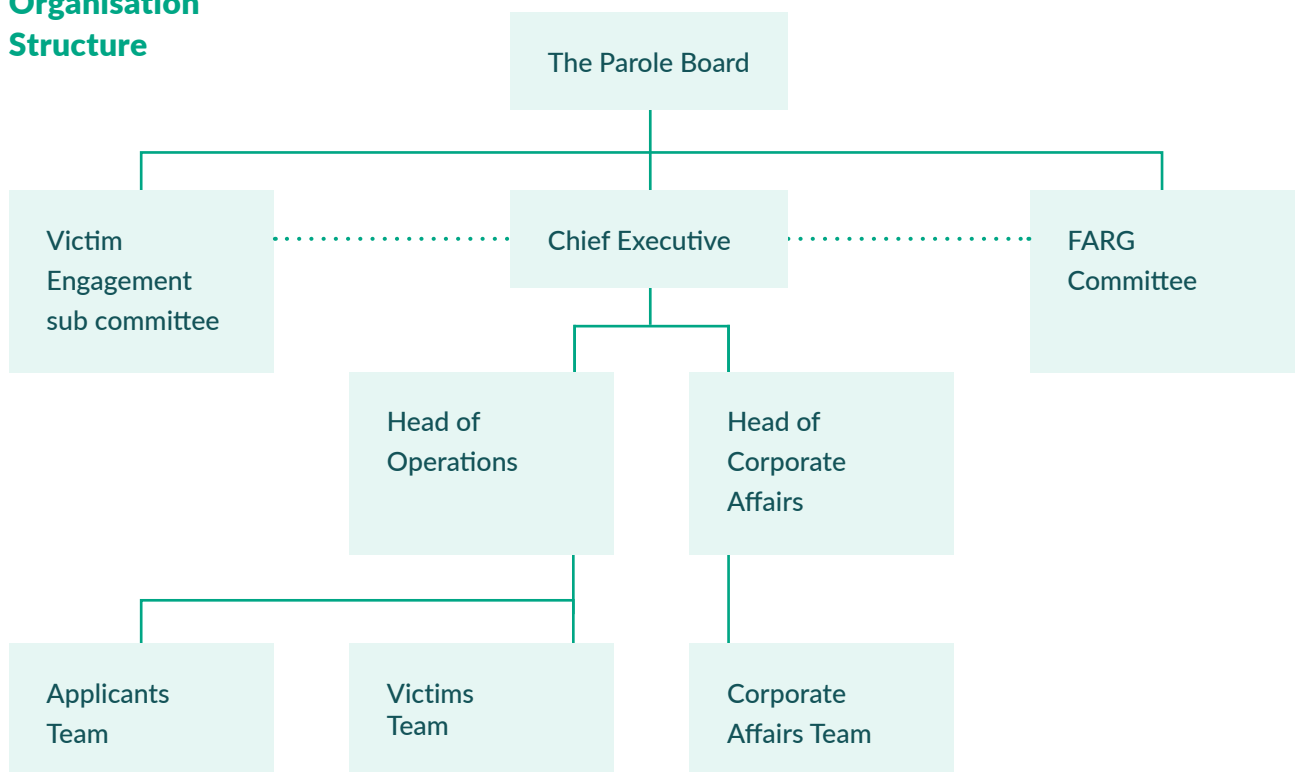 Organisation
Structure
The Parole Board
Victim
Engagement
sub committee
Chief Executive
FARG
Committee
Head of
Operations
Head of
Corporate
Affairs
Applicants
Team
Victims
Team
Corporate
Affairs Team